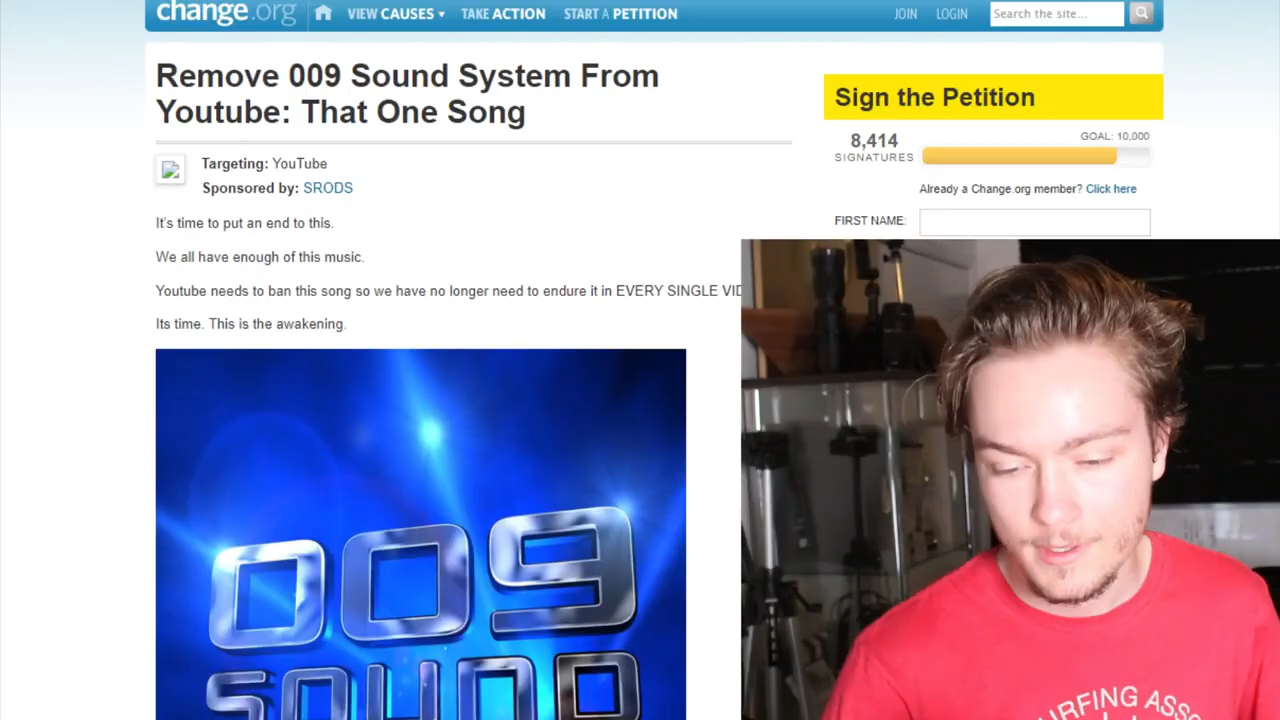 change.org
VIEW CAUSES ▾ TAKE ACTION START A PETITION JOIN LOGIN Search the site...
Remove 009 Sound System From
Youtube: That One Song
Targeting: YouTube
Sponsored by: SRODS
It's time to put an end to this.
We all have enough of this music.
Youtube needs to ban this song so we have no longer need to endure it in EVERY SINGLE
Its time. This is the awakening.
009
SOUND
Sign the Petition
8,414
SIGNATURES
GOAL: 10,000
Already a Change.org member? Click here
FIRST NAME: